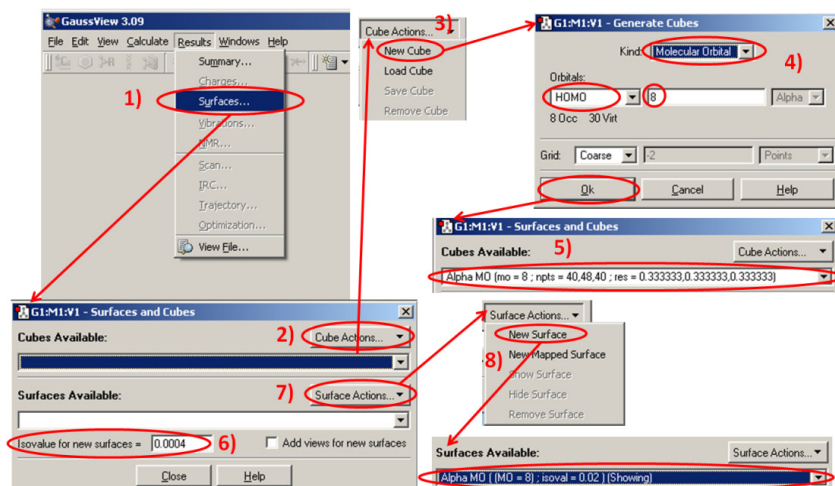 GaussView 3.09
File Edit View Calculate Results Windows Help
1)
Summary...
Charges...
Surfaces...
Vibrations...
NMR...
Scan...
IRC...
Trajectory...
Optimization...
View File...
Cube Actions...
3)
New Cube
Load Cube
Save Cube
Remove Cube
G1:M1:V1 - Generate Cubes
Kind: Molecular Orbital
4)
Orbitals:
HOMO 8 Alpha
8 Occ 30 Virt
Grid: Coarse -2 Points
Ok Cancel Help
G1:M1:V1 - Surfaces and Cubes
5)
Cubes Available: Cube Actions...
Alpha MO (mo = 8 ; npts = 40,48,40 ; res = 0.333333,0.333333,0.333333)
G1:M1:V1 - Surfaces and Cubes
Cubes Available: 2) Cube Actions...
Surfaces Available: 7) Surface Actions...
Isovalue for new surfaces = 0.0004 6) Add views for new surfaces
Close Help
Surface Actions...
New Surface
8)
New Mapped Surface
Show Surface
Hide Surface
Remove Surface
Surfaces Available: Surface Actions...
Alpha MO ( (MO = 8) ; isoval = 0.02 ) (Showing)